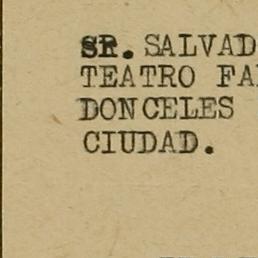 SR. SALVAD
TEATRO FA
DONCELES
CIUDAD.